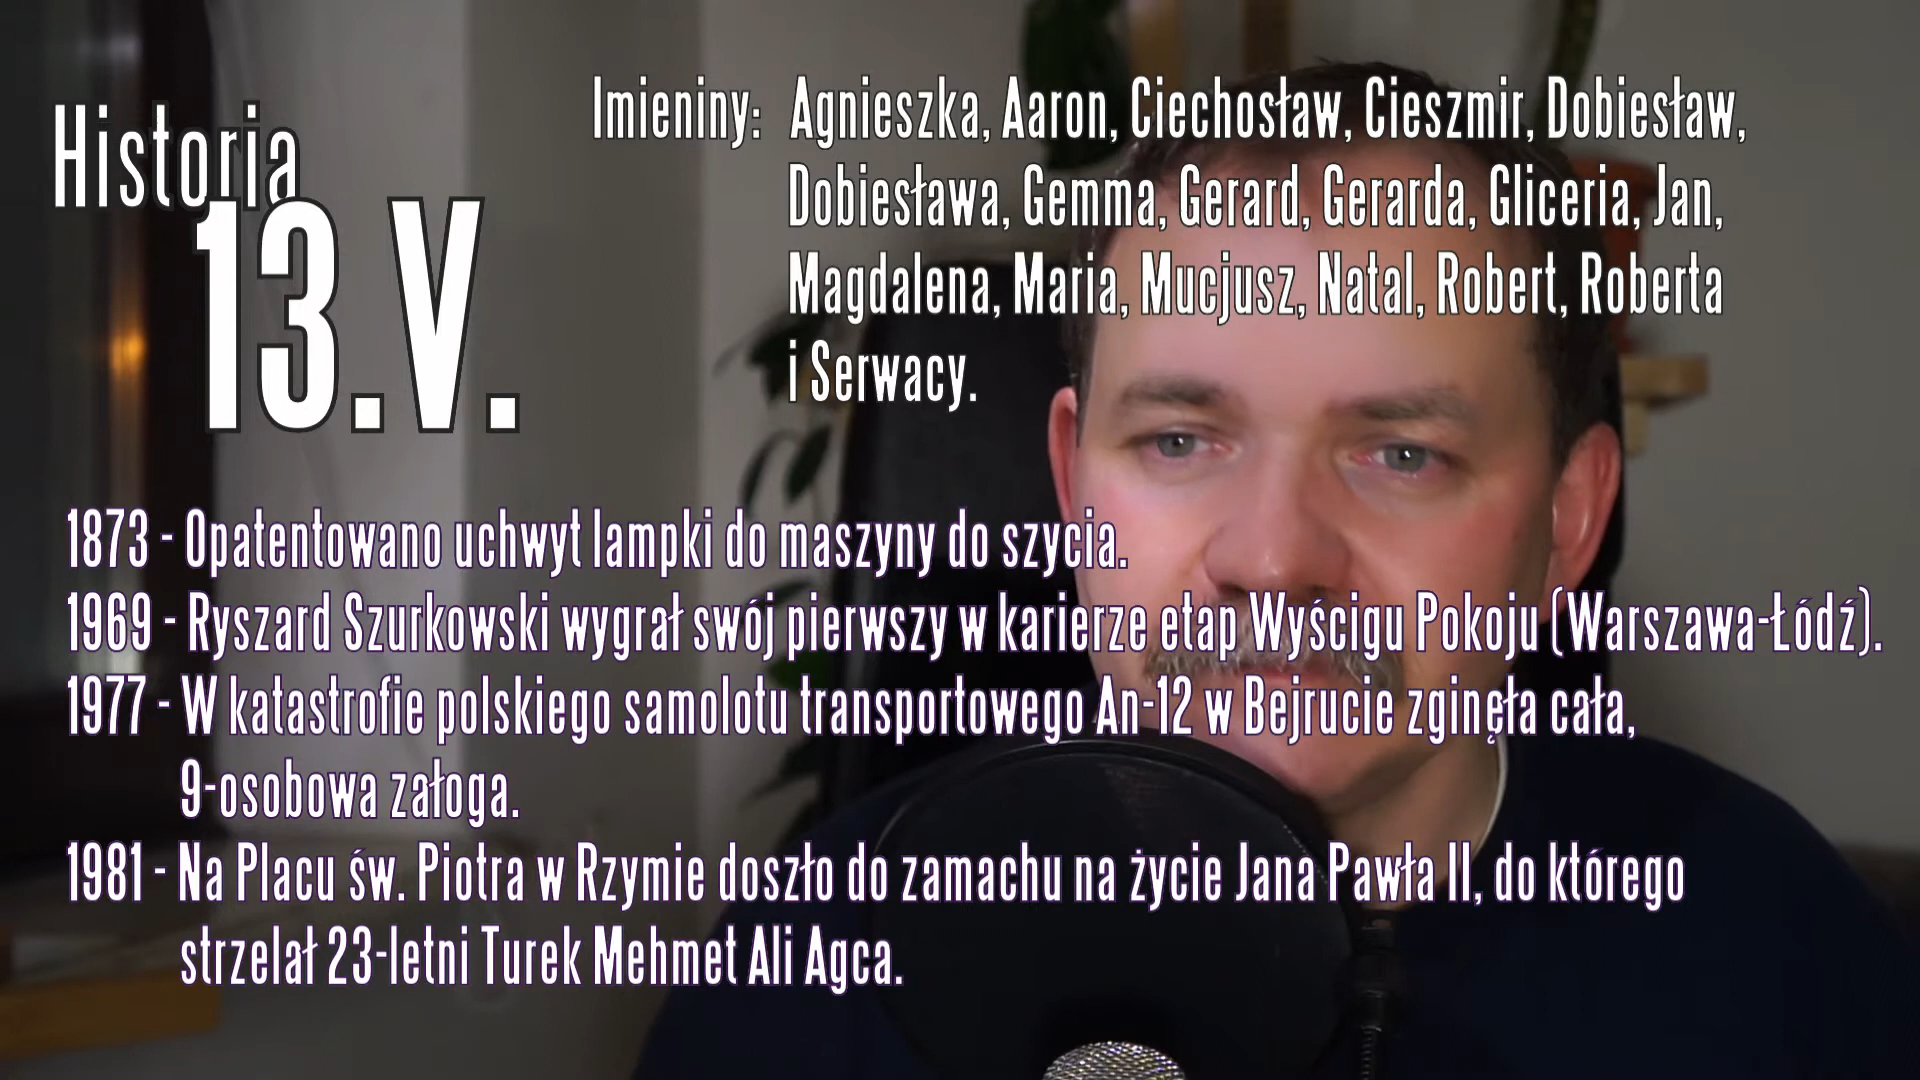 Historia
13.V.
Imieniny: Agnieszka, Aaron, Ciechosław, Cieszmir, Dobiesław,
Dobiesława, Gemma, Gerard, Gerarda, Gliceria, Jan,
Magdalena, Maria, Mucjusz, Natal, Robert, Roberta
i Serwacy.
1873 - Opatentowano uchwyt lampki do maszyny do szycia.
1969 - Ryszard Szurkowski wygrał swój pierwszy w karierze etap Wyścigu Pokoju (Warszawa-Łódź).
1977 - W katastrofie polskiego samolotu transportowego An-12 w Bejrucie zginęła cała,
9-osobowa załoga.
1981 - Na Placu św. Piotra w Rzymie doszło do zamachu na życie Jana Pawła II, do którego
strzelał 23-letni Turek Mehmet Ali Agca.